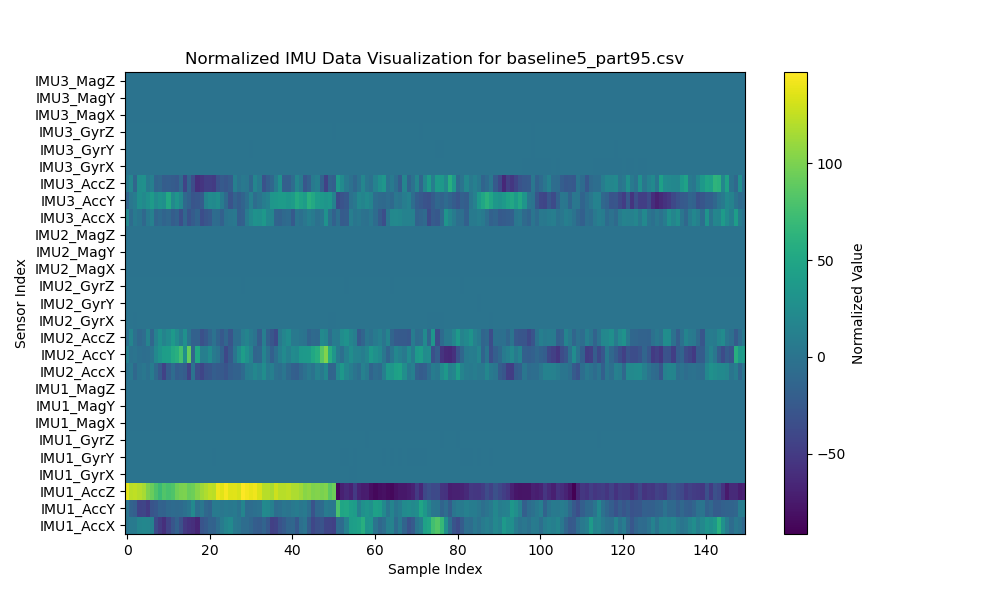 Normalized IMU Data Visualization for baseline5_part95.csv
IMU3_MagZ
IMU3_MagY
IMU3_MagX
IMU3_GyrZ
IMU3_GyrY
IMU3_GyrX
IMU3_AccZ
IMU3_AccY
IMU3_AccX
IMU2_MagZ
IMU2_MagY
IMU2_MagX
IMU2_GyrZ
IMU2_GyrY
IMU2_GyrX
IMU2_AccZ
IMU2_AccY
IMU2_AccX
IMU1_MagZ
IMU1_MagY
IMU1_MagX
IMU1_GyrZ
IMU1_GyrY
IMU1_GyrX
IMU1_AccZ
IMU1_AccY
IMU1_AccX
Sensor Index
0 20 40 60 80 100 120 140
Sample Index
100
50
0
−50
Normalized Value